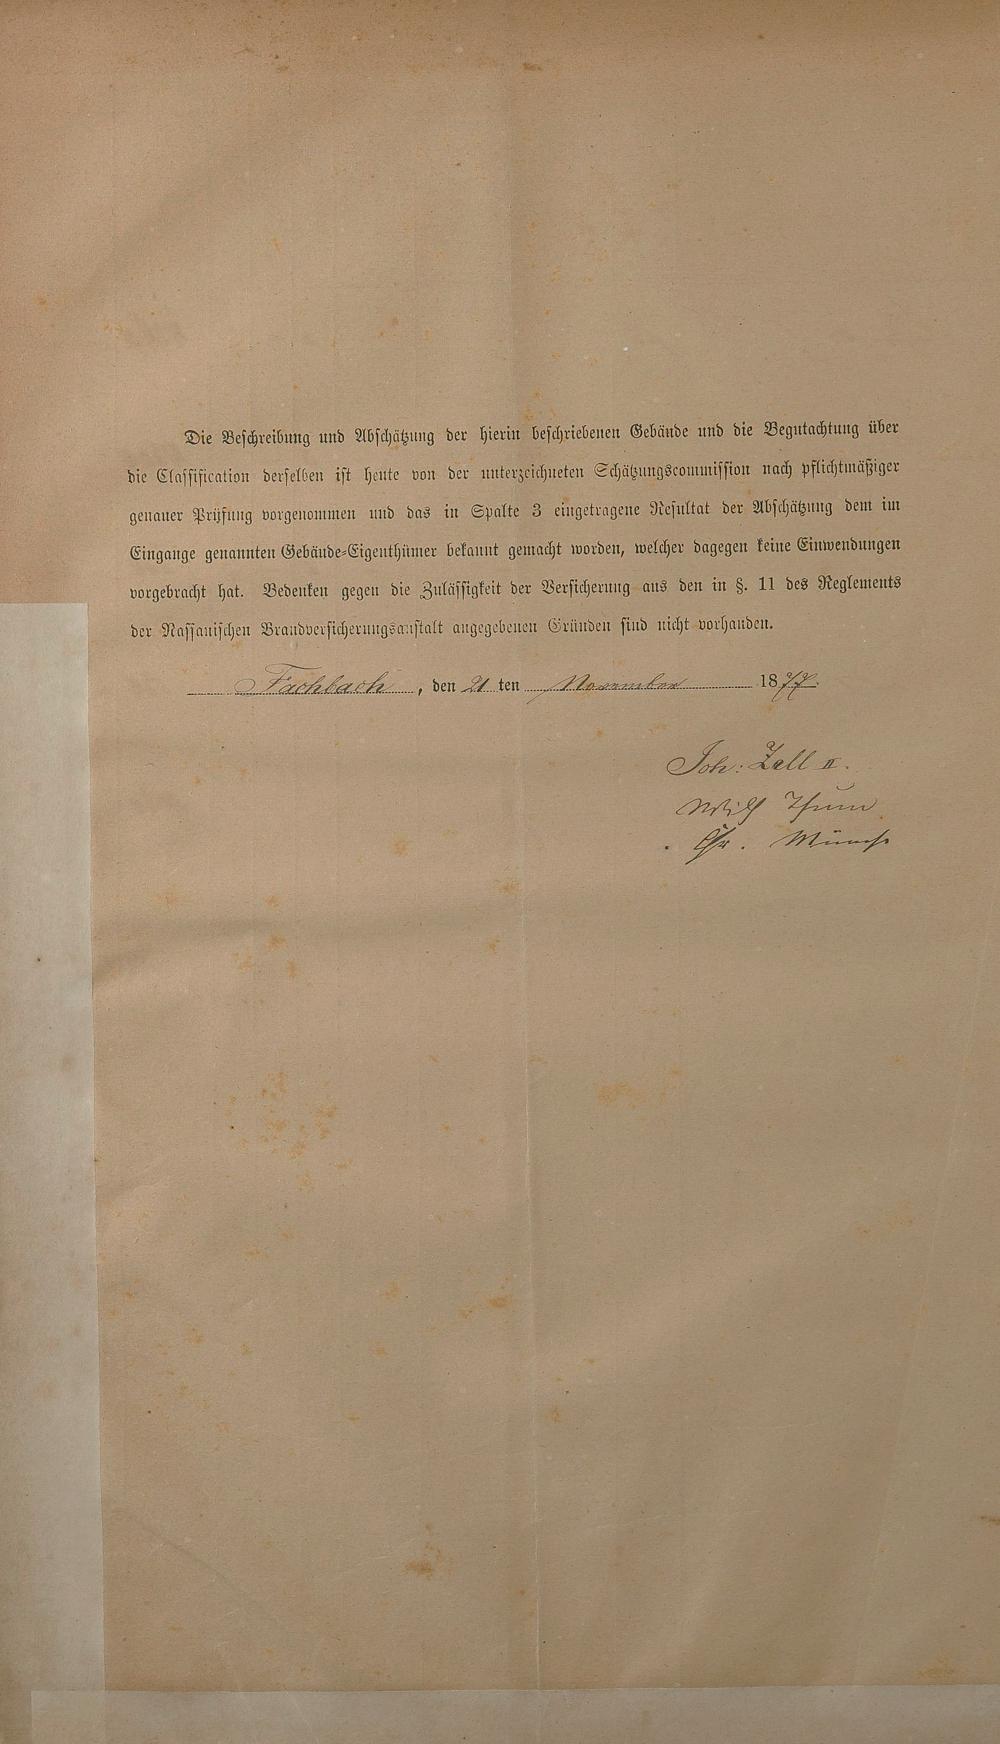 Die Beschreibung und Abschätzung der hierin beschriebenen Gebäude und die Begutachtung über
die Classification derselben ist heute von der unterzeichneten Schätzungscommission nach pflichtmäßiger
genauer Prüfung vorgenommen und das in Spalte 3 eingetragene Resultat der Abschätzung dem im
Eingange genannten Gebäude-Eigenthümer bekannt gemacht worden, welcher dagegen keine Einwendungen
vorgebracht hat. Bedenken gegen die Zulässigkeit der Versicherung aus den in §. 11 des Reglements
der Nassauischen Brandversicherungsanstalt angegebenen Gründen sind nicht vorhanden.
Fachbach, den 21 ten November 1877.
Joh: Zell II.
Wilh Thum
Chr. Münch